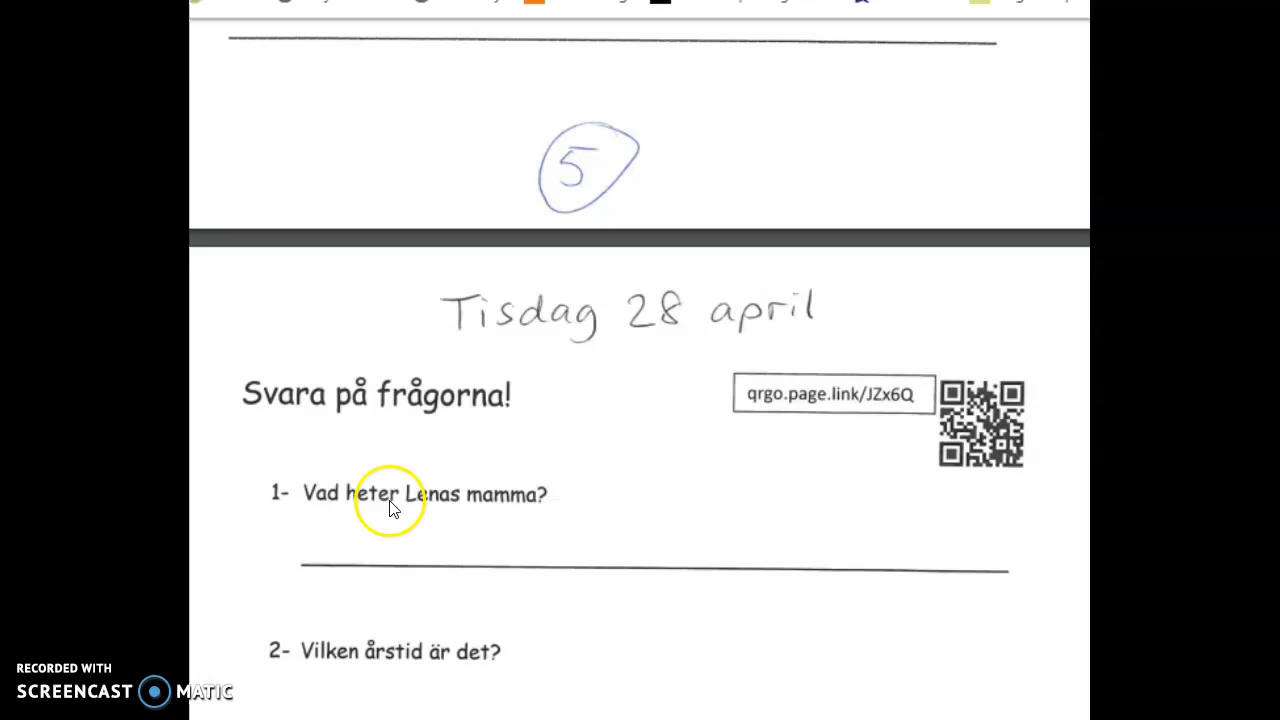 5
Tisdag 28 april
Svara på frågorna!
qrgo.page.link/JZx6Q
1- Vad heter Lenas mamma?
2- Vilken årstid är det?
RECORDED WITH
SCREENCAST MATIC